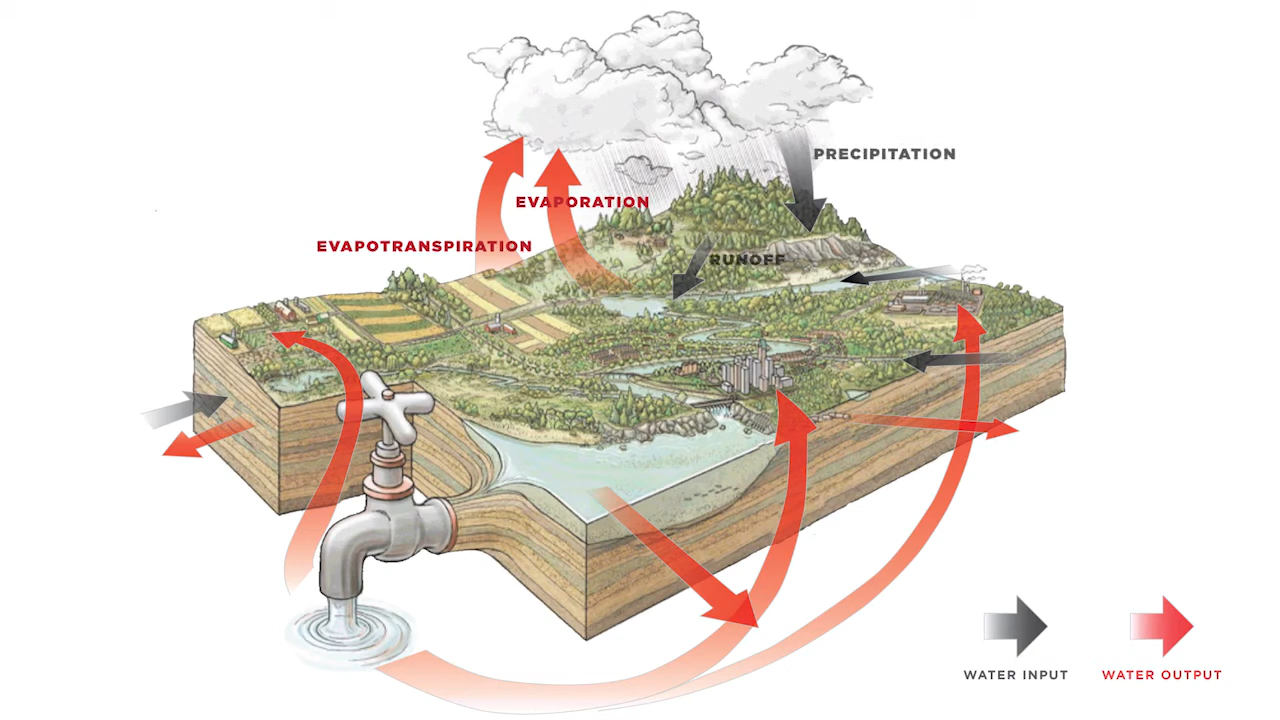 PRECIPITATION
EVAPORATION
EVAPOTRANSPIRATION
RUNOFF
WATER INPUT
WATER OUTPUT